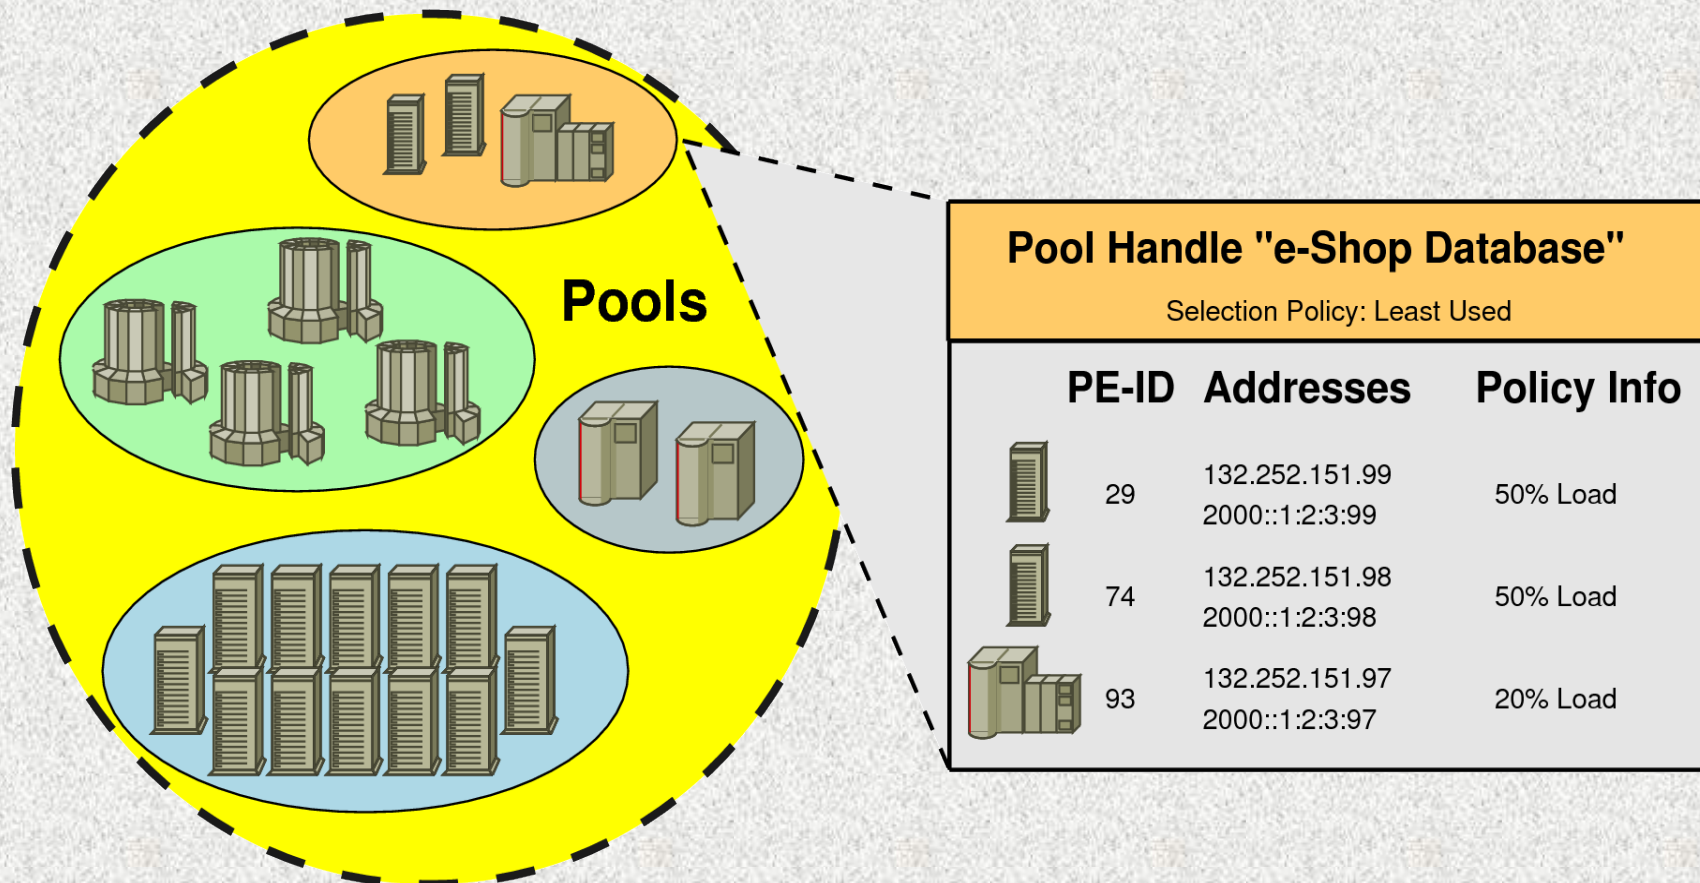 Pools
Pool Handle "e-Shop Database"
Selection Policy: Least Used
PE-ID Addresses Policy Info
132.252.151.99
29 50% Load
2000::1:2:3:99
132.252.151.98
74 50% Load
2000::1:2:3:98
132.252.151.97
93 20% Load
2000::1:2:3:97